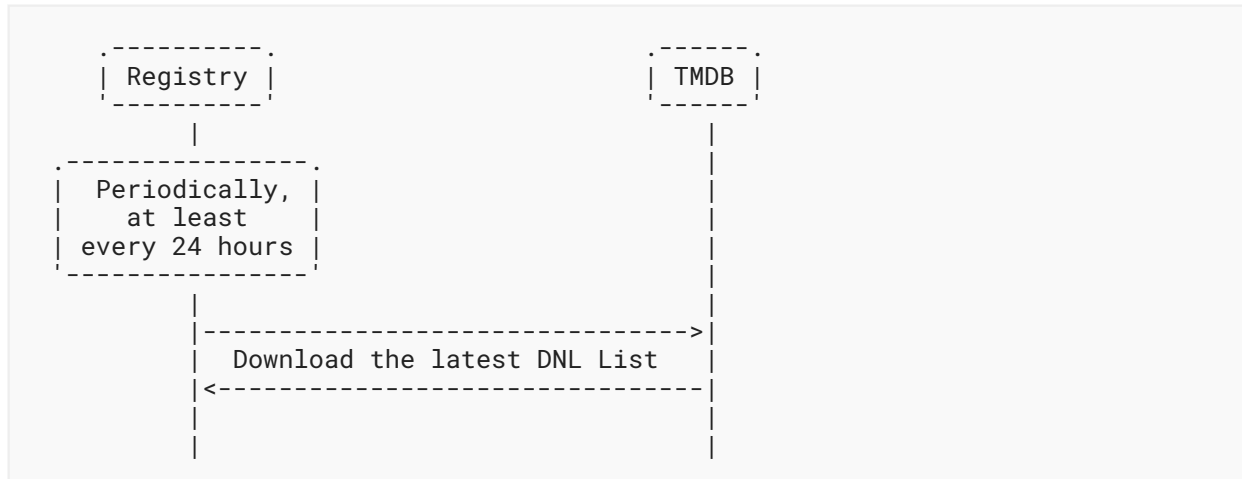 Registry TMDB
Periodically,
at least
every 24 hours
Download the latest DNL List